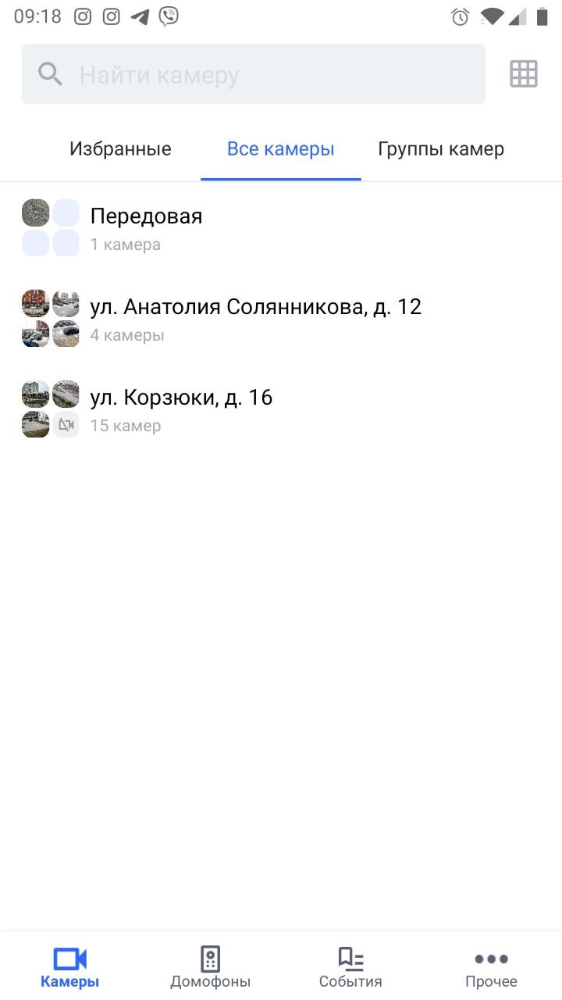 09:18
Найти камеру
Избранные
Все камеры
Группы камер
Передовая
1 камера
ул. Анатолия Солянникова, д. 12
4 камеры
ул. Корзюки, д. 16
15 камер
Камеры
Домофоны
События
Прочее